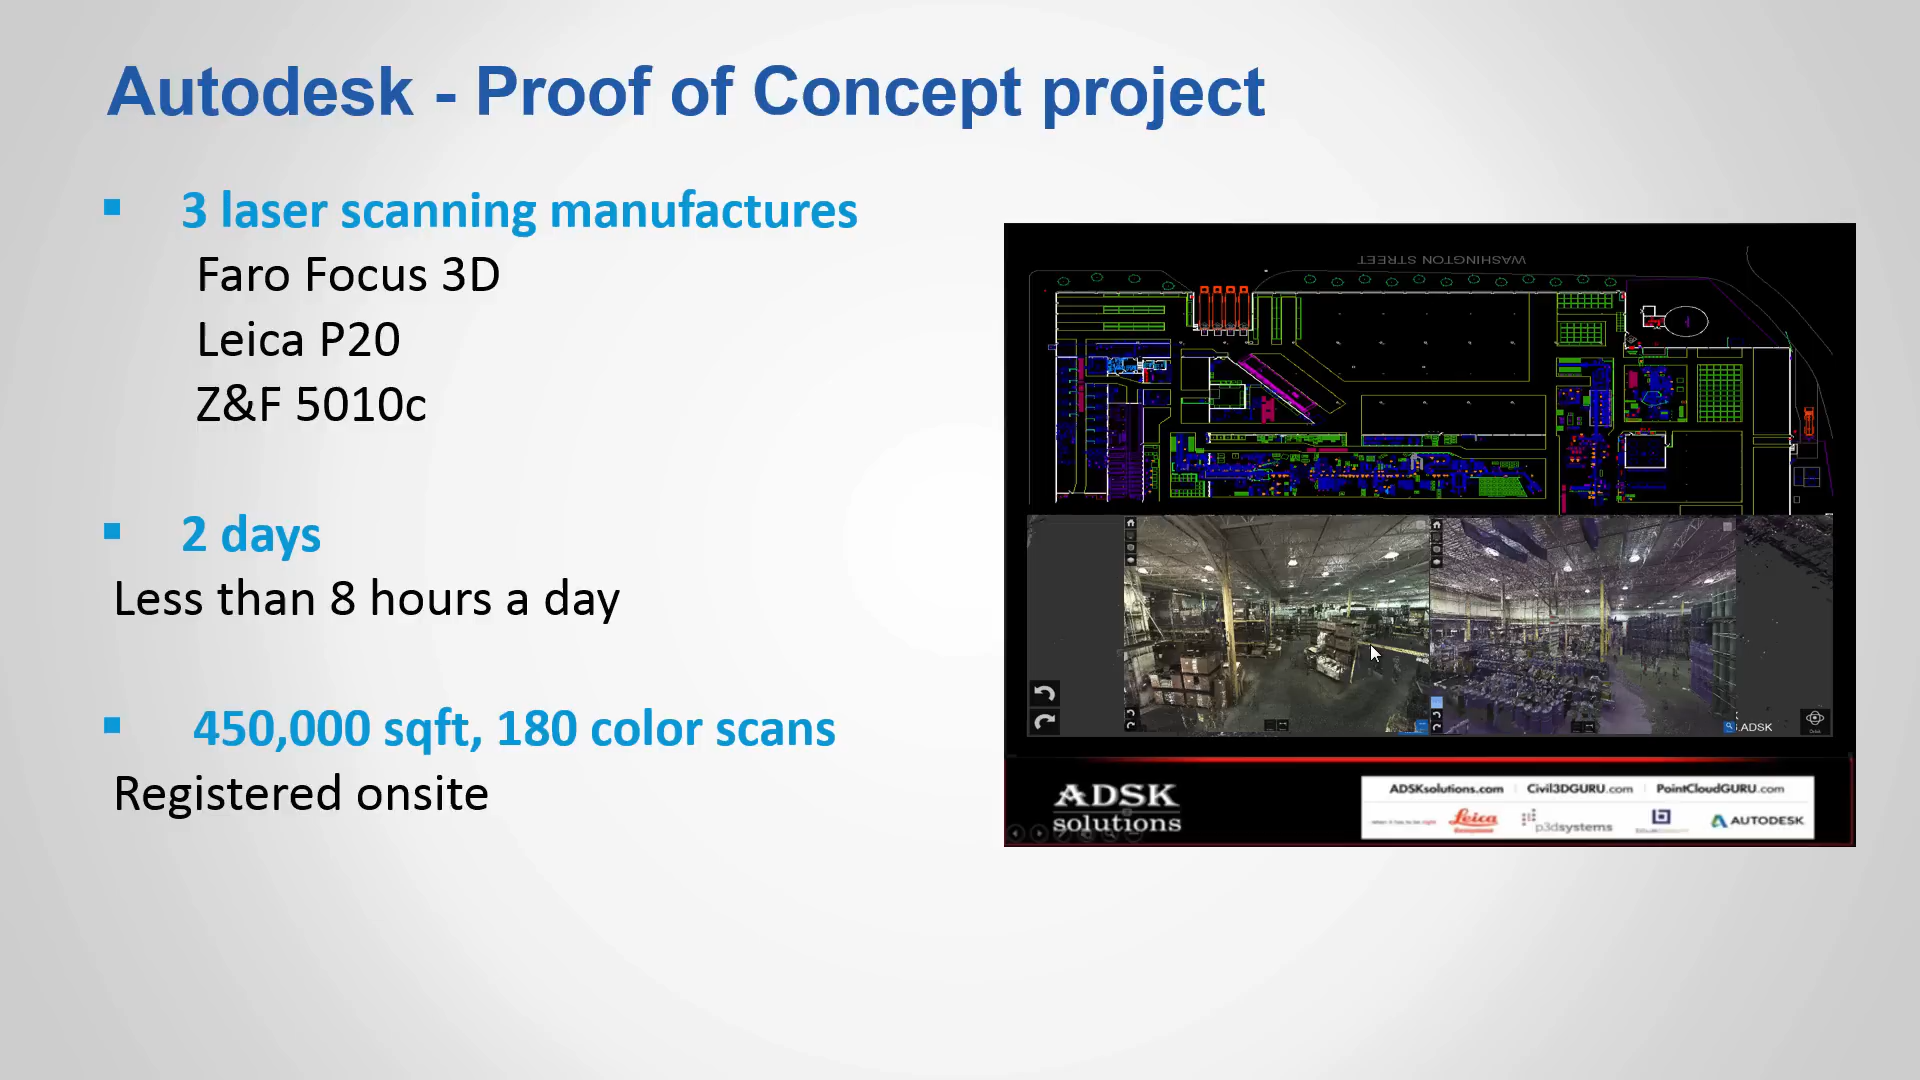 Autodesk - Proof of Concept project
3 laser scanning manufactures
Faro Focus 3D
Leica P20
Z&F 5010c
2 days
Less than 8 hours a day
450,000 sqft, 180 color scans
Registered onsite
WASHINGTON STREET
.ADSK
ADSK
solutions
ADSKsolutions.com
Civil3DGURU.com
PointCloudGURU.com
Leica
p3dsystems
AUTODESK